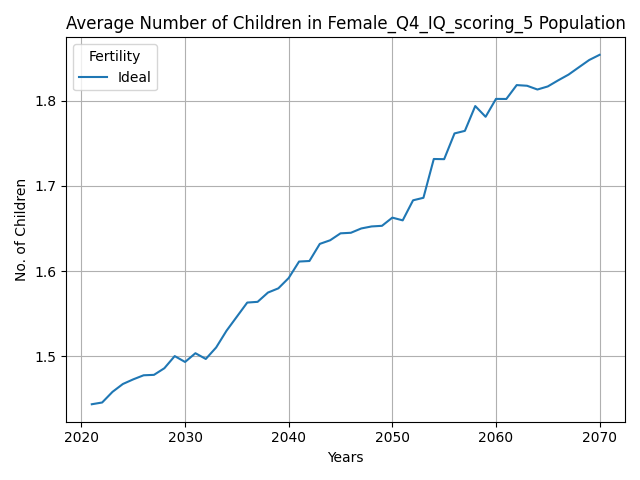 Average Number of Children in Female_Q4_IQ_scoring_5 Population
Fertility
Ideal
No. of Children
1.8
1.7
1.6
1.5
2020 2030 2040 2050 2060 2070
Years